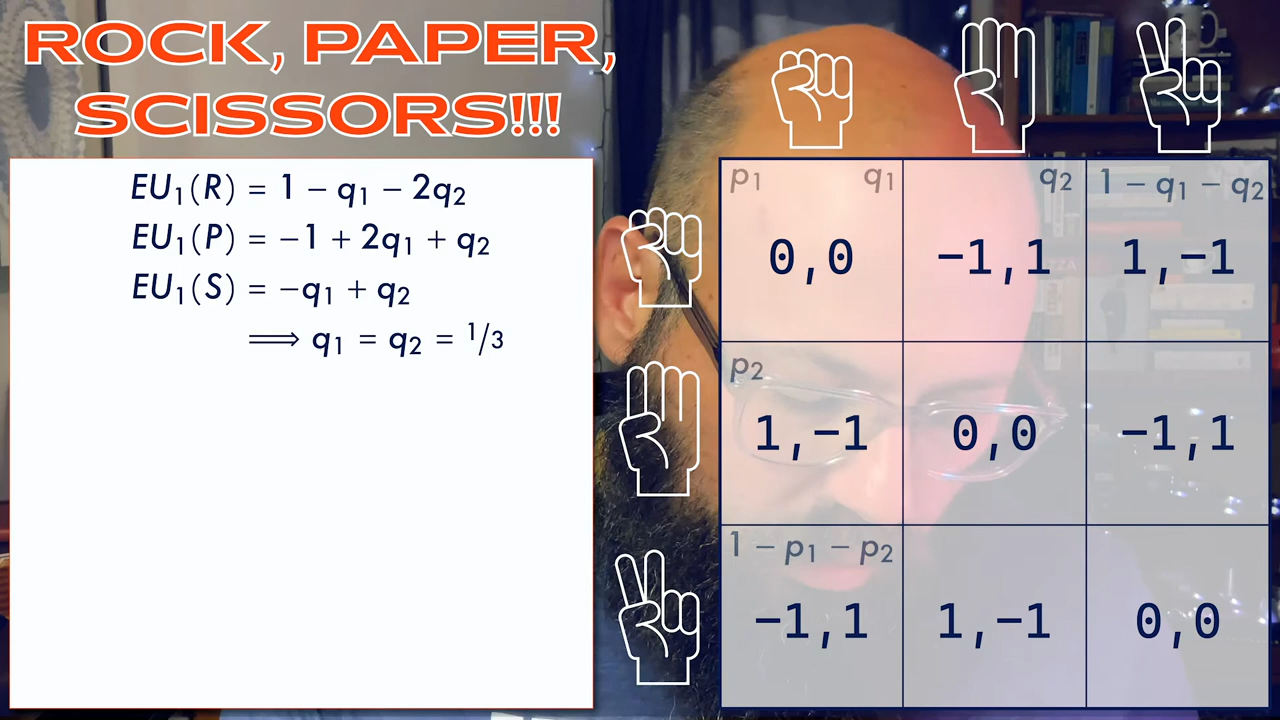 ROCK, PAPER,
SCISSORS!!!
EU₁(R) = 1 − q₁ − 2q₂
EU₁(P) = −1 + 2q₁ + q₂
EU₁(S) = −q₁ + q₂
⟹ q₁ = q₂ = 1/3
p₁ q₁ q₂ 1 − q₁ − q₂
0,0 −1,1 1,−1
p₂
1,−1 0,0 −1,1
1 − p₁ − p₂
−1,1 1,−1 0,0